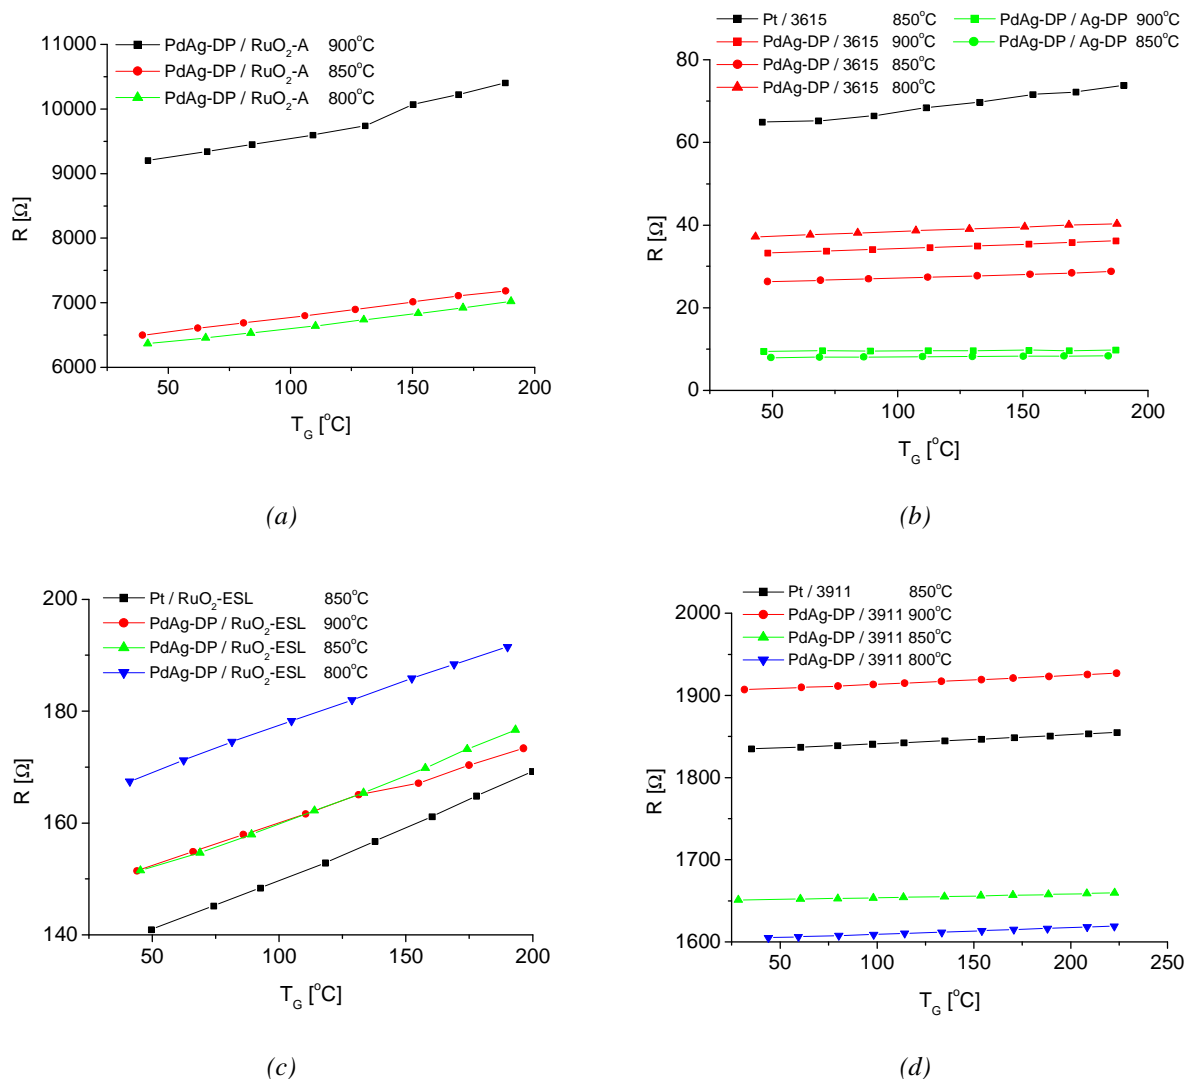 PdAg-DP / RuO₂-A 900°C
PdAg-DP / RuO₂-A 850°C
PdAg-DP / RuO₂-A 800°C
11000
10000
9000
8000
7000
6000
R [Ω]
50 100 150 200
T_G [°C]
(a)
Pt / 3615 850°C
PdAg-DP / 3615 900°C
PdAg-DP / 3615 850°C
PdAg-DP / 3615 800°C
PdAg-DP / Ag-DP 900°C
PdAg-DP / Ag-DP 850°C
80
60
40
20
0
R [Ω]
50 100 150 200
T_G [°C]
(b)
Pt / RuO₂-ESL 850°C
PdAg-DP / RuO₂-ESL 900°C
PdAg-DP / RuO₂-ESL 850°C
PdAg-DP / RuO₂-ESL 800°C
200
180
160
140
R [Ω]
50 100 150 200
T_G [°C]
(c)
Pt / 3911 850°C
PdAg-DP / 3911 900°C
PdAg-DP / 3911 850°C
PdAg-DP / 3911 800°C
2000
1900
1800
1700
1600
R [Ω]
50 100 150 200 250
T_G [°C]
(d)